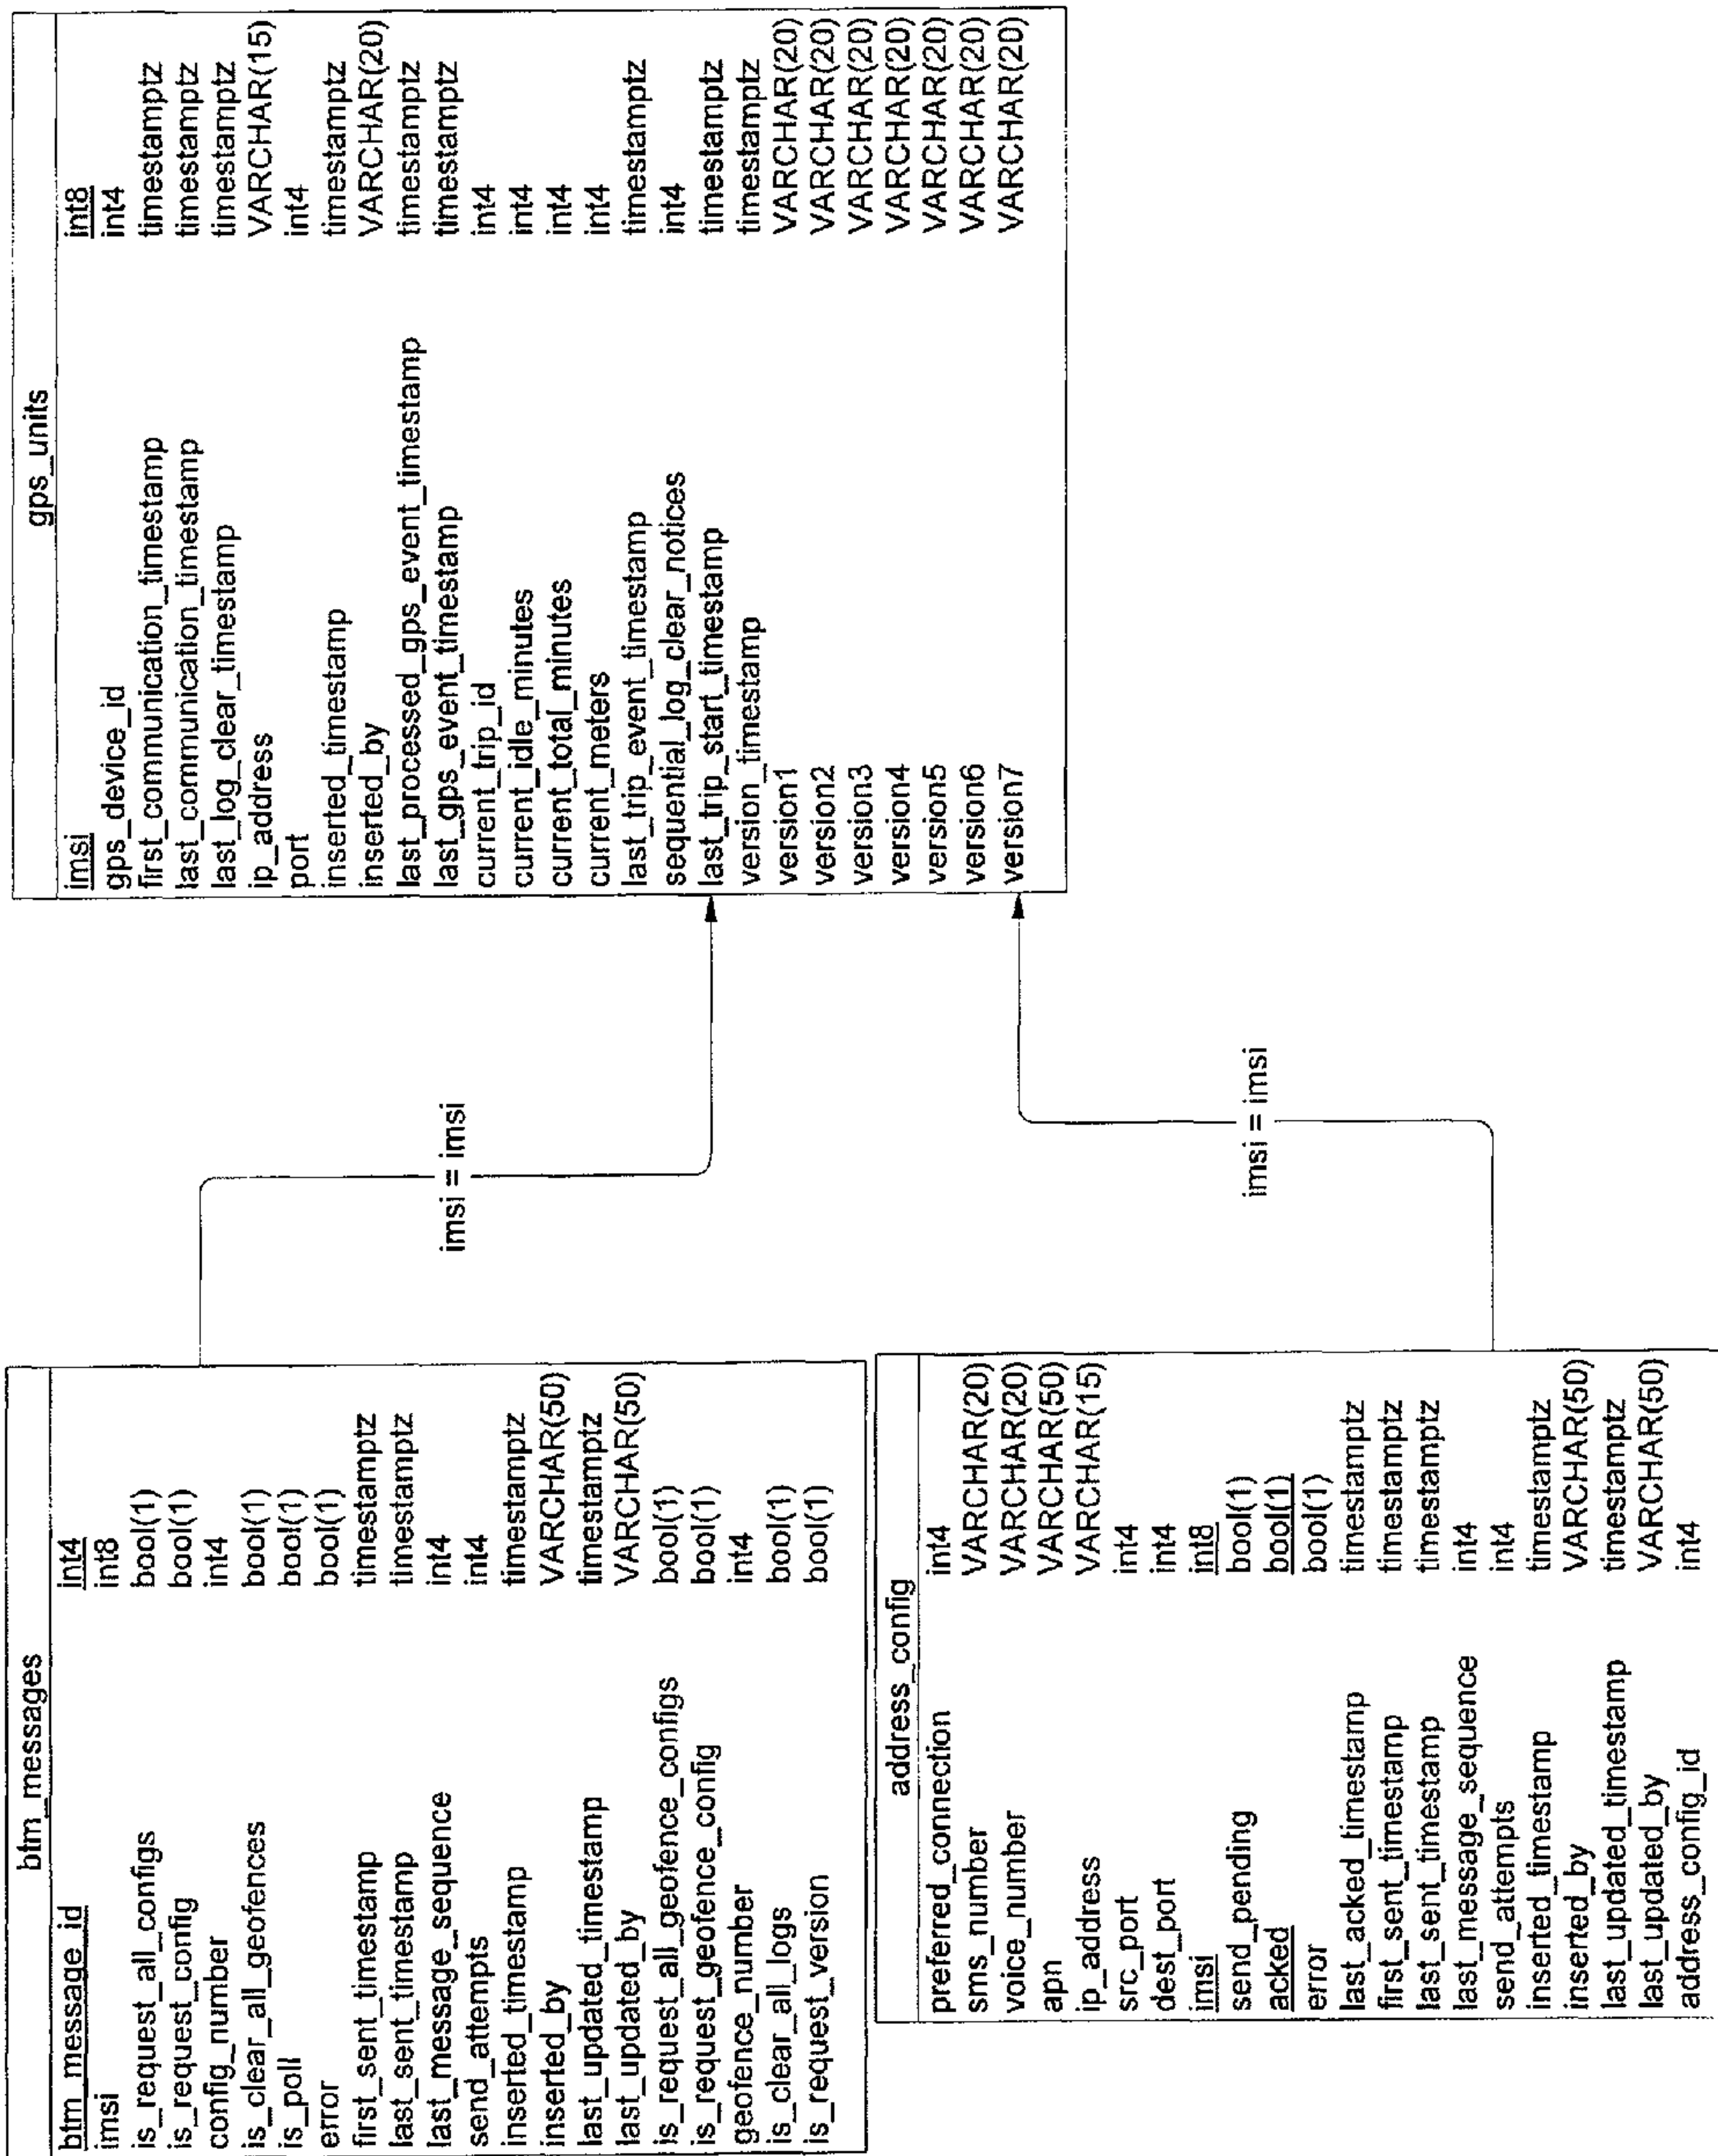 btm_messages
btm_message_id int4
imsi int8
is_request_all_configs bool(1)
is_request_config bool(1)
config_number int4
is_clear_all_geofences bool(1)
is_poll bool(1)
error bool(1)
first_sent_timestamp timestamptz
last_sent_timestamp timestamptz
last_message_sequence int4
send_attempts int4
inserted_timestamp timestamptz
inserted_by VARCHAR(50)
last_updated_timestamp timestamptz
last_updated_by VARCHAR(50)
is_request_all_geofence_configs bool(1)
is_request_geofence_config bool(1)
geofence_number int4
is_clear_all_logs bool(1)
is_request_version bool(1)
imsi = imsi
gps_units
imsi int8
gps_device_id int4
first_communication_timestamp timestamptz
last_communication_timestamp timestamptz
last_log_clear_timestamp timestamptz
ip_address VARCHAR(15)
port int4
inserted_timestamp timestamptz
inserted_by VARCHAR(20)
last_processed_gps_event_timestamp timestamptz
last_gps_event_timestamp timestamptz
current_trip_id int4
current_idle_minutes int4
current_total_minutes int4
current_meters int4
last_trip_event_timestamp timestamptz
sequential_log_clear_notices int4
last_trip_start_timestamp timestamptz
version_timestamp timestamptz
version1 VARCHAR(20)
version2 VARCHAR(20)
version3 VARCHAR(20)
version4 VARCHAR(20)
version5 VARCHAR(20)
version6 VARCHAR(20)
version7 VARCHAR(20)
address_config
preferred_connection int4
sms_number VARCHAR(20)
voice_number VARCHAR(20)
apn VARCHAR(50)
ip_address VARCHAR(15)
src_port int4
dest_port int4
imsi int8
send_pending bool(1)
acked bool(1)
error bool(1)
last_acked_timestamp timestamptz
first_sent_timestamp timestamptz
last_sent_timestamp timestamptz
last_message_sequence int4
send_attempts int4
inserted_timestamp timestamptz
inserted_by VARCHAR(50)
last_updated_timestamp timestamptz
last_updated_by VARCHAR(50)
address_config_id int4
imsi = imsi